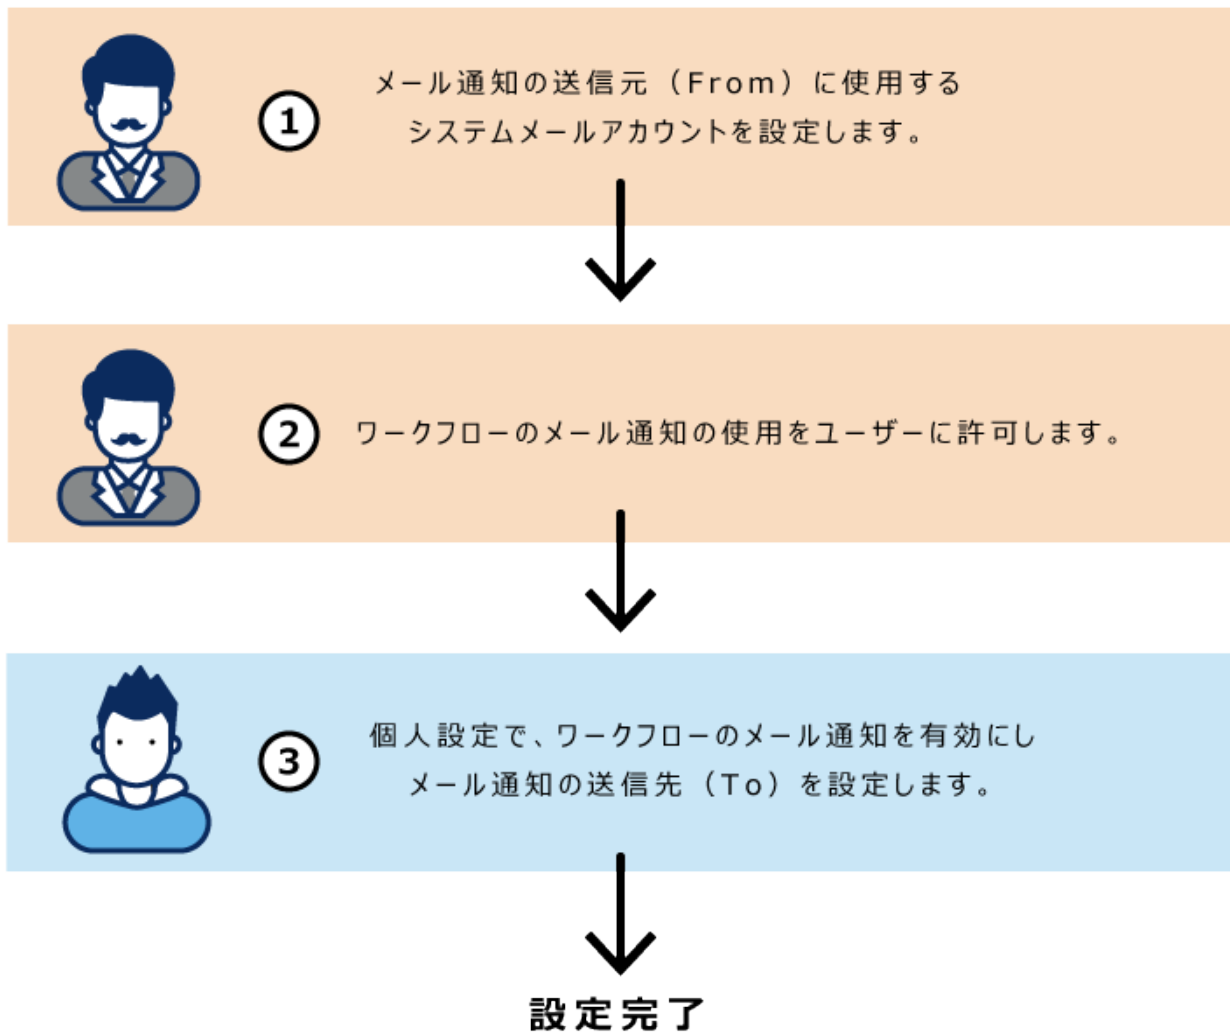 ①
メール通知の送信元（From）に使用する
システムメールアカウントを設定します。
②
ワークフローのメール通知の使用をユーザーに許可します。
③
個人設定で、ワークフローのメール通知を有効にし
メール通知の送信先（To）を設定します。
設定完了